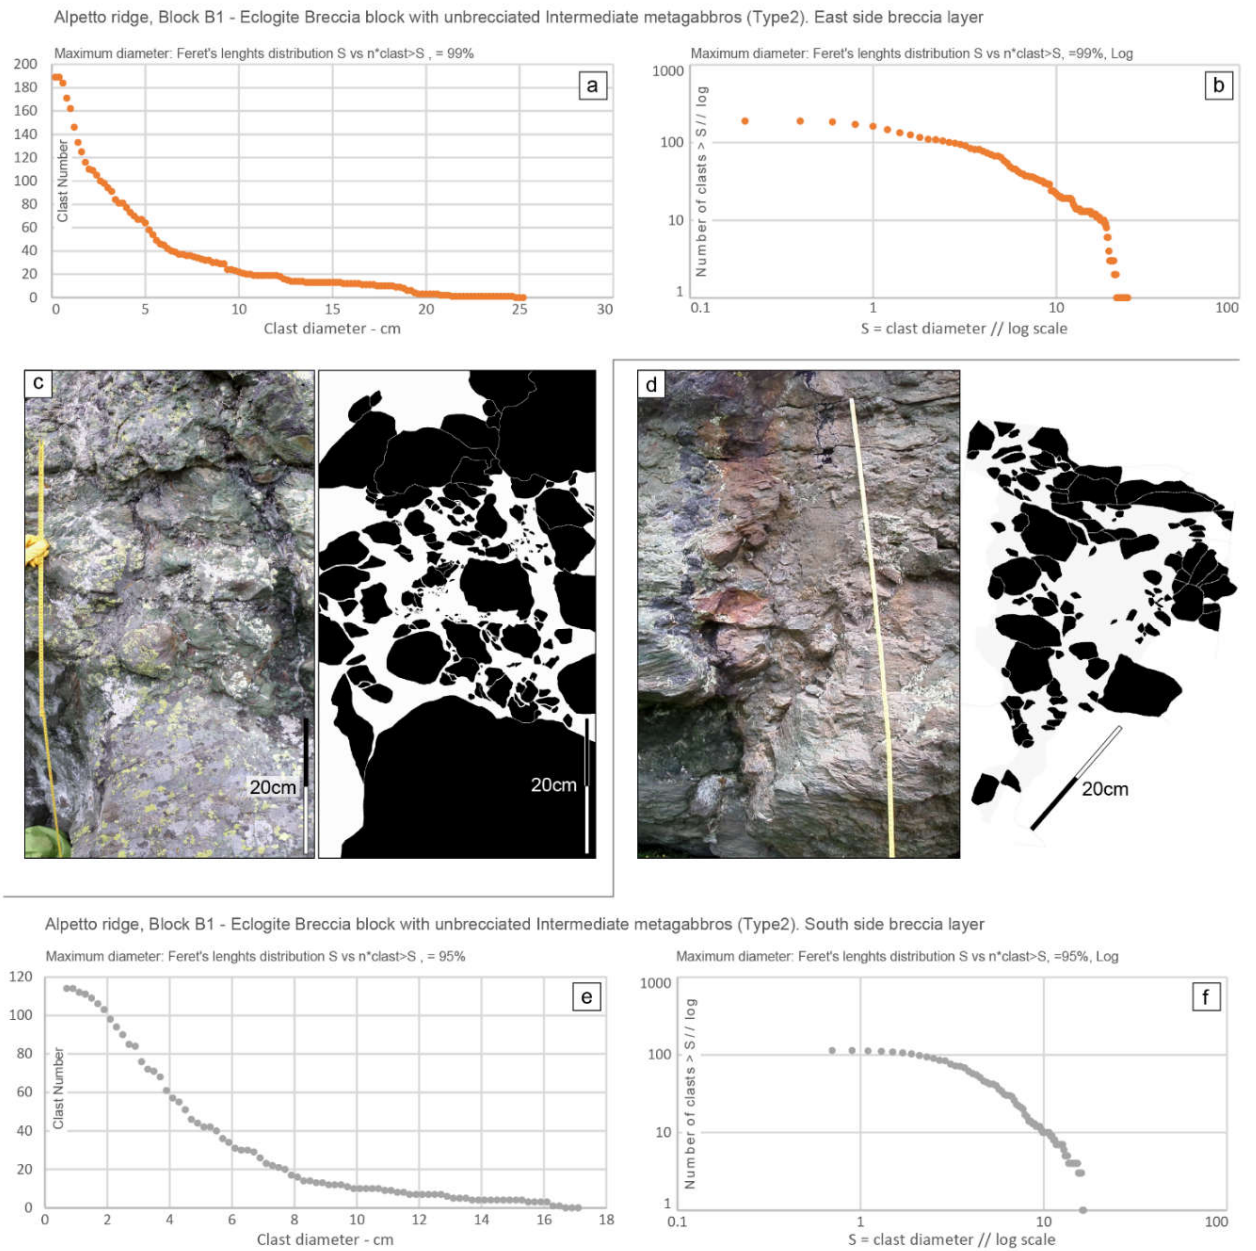 Alpetto ridge, Block B1 - Eclogite Breccia block with unbrecciated Intermediate metagabbros (Type2). East side breccia layer
Maximum diameter: Feret's lenghts distribution S vs n*clast>S , = 99%
a
200
180
160
140
120
100
80
60
40
20
0
Clast Number
0 5 10 15 20 25 30
Clast diameter - cm
Maximum diameter: Feret's lenghts distribution S vs n*clast>S, =99%, Log
b
1000
100
10
1
Number of clasts > S // log
0.1 1 10 100
S = clast diameter // log scale
c
20cm
20cm
d
20cm
Alpetto ridge, Block B1 - Eclogite Breccia block with unbrecciated Intermediate metagabbros (Type2). South side breccia layer
Maximum diameter: Feret's lenghts distribution S vs n*clast>S , = 95%
e
120
100
80
60
40
20
0
Clast Number
0 2 4 6 8 10 12 14 16 18
Clast diameter - cm
Maximum diameter: Feret's lenghts distribution S vs n*clast>S, =95%, Log
f
1000
100
10
1
Number of clasts > S // log
0.1 1 10 100
S = clast diameter // log scale